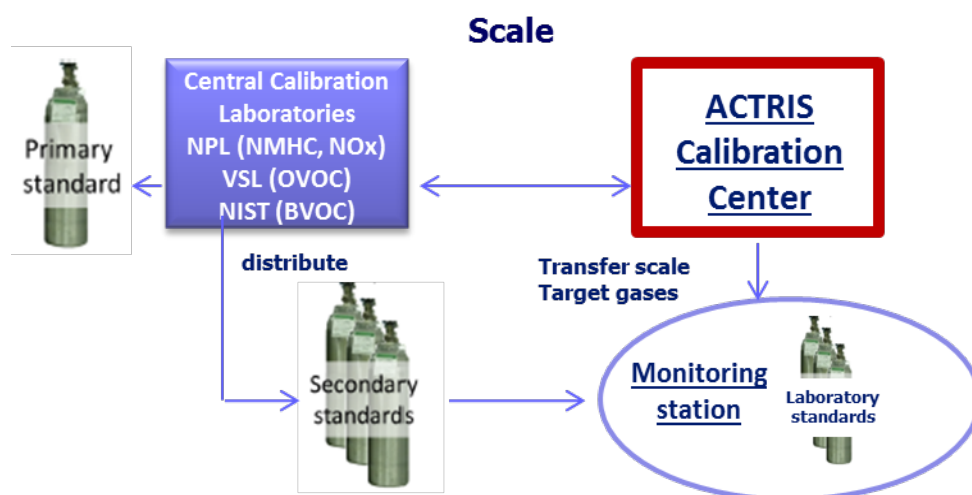 Scale
Primary
standard
Central Calibration
Laboratories
NPL (NMHC, NOx)
VSL (OVOC)
NIST (BVOC)
ACTRIS
Calibration
Center
distribute
Transfer scale
Target gases
Secondary
standards
Monitoring
station
Laboratory
standards